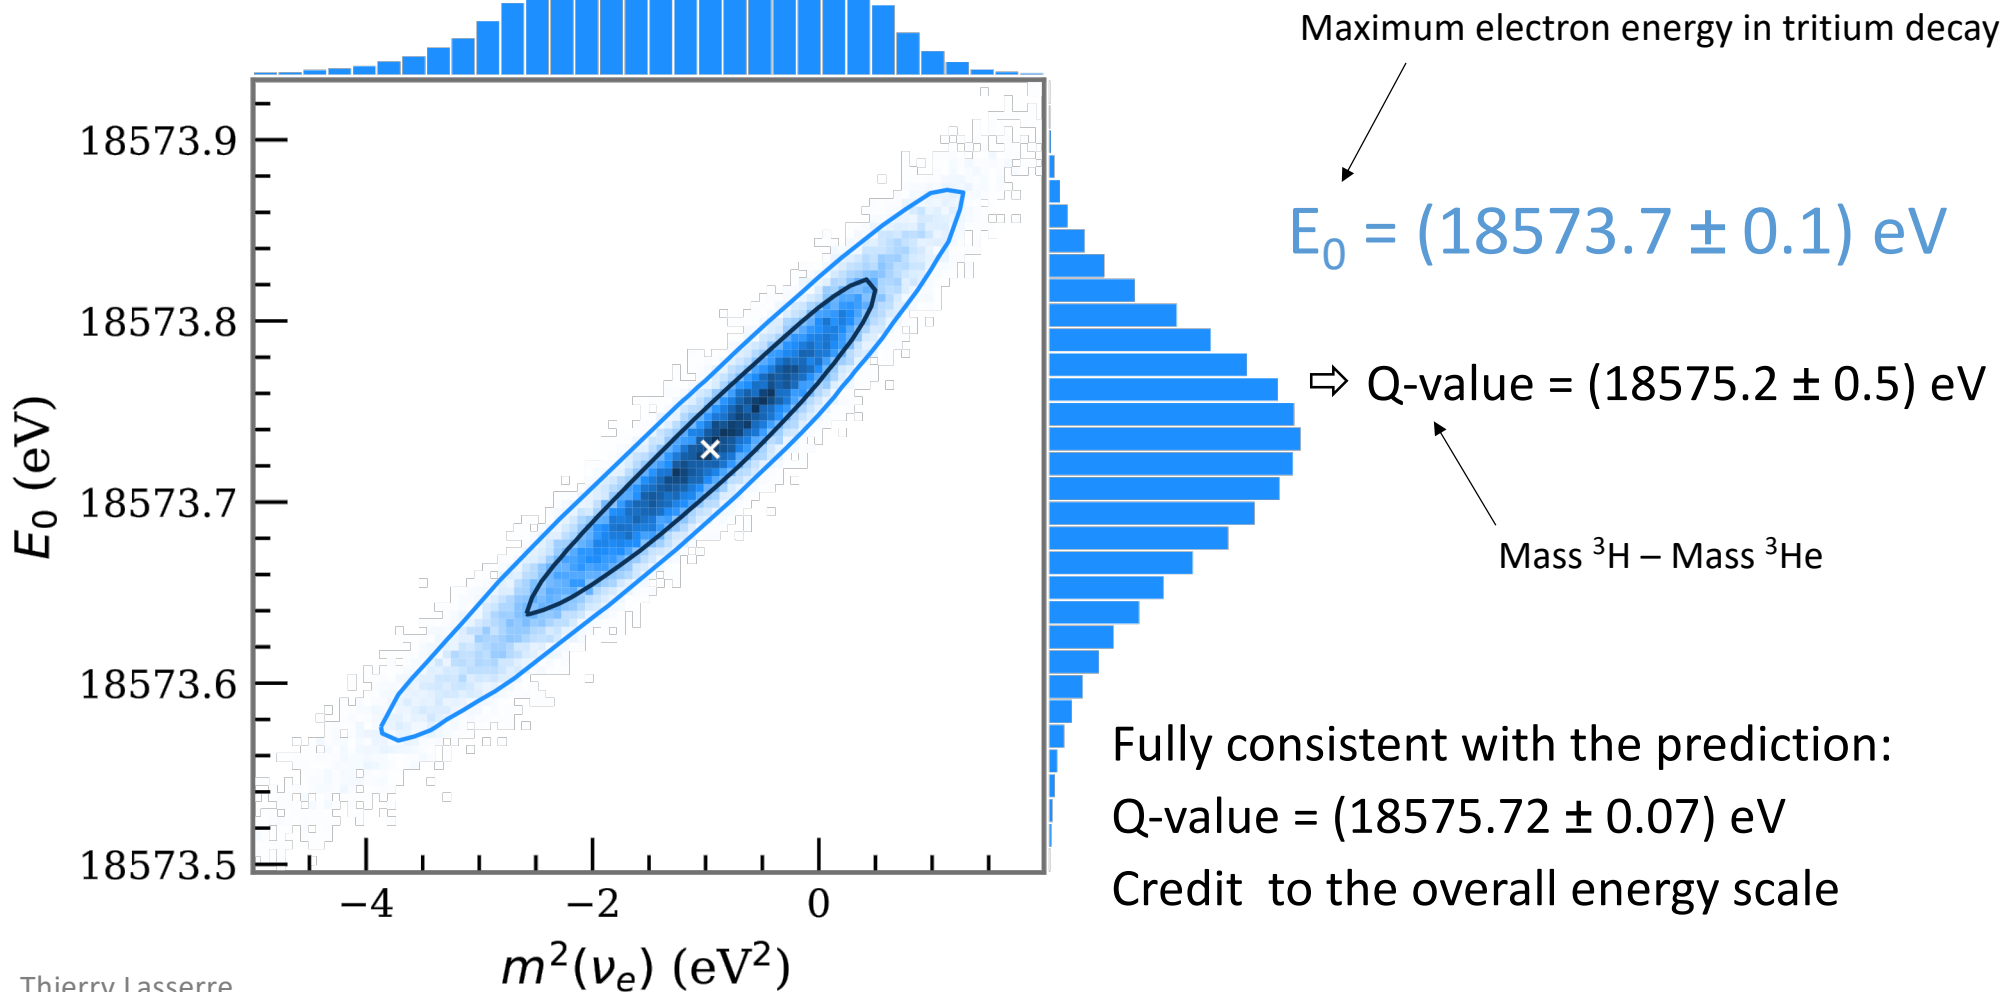 Maximum electron energy in tritium decay
E₀ = (18573.7 ± 0.1) eV
⇨ Q-value = (18575.2 ± 0.5) eV
Mass ³H – Mass ³He
Fully consistent with the prediction:
Q-value = (18575.72 ± 0.07) eV
Credit  to the overall energy scale
E₀ (eV)
18573.9
18573.8
18573.7
18573.6
18573.5
−4 −2 0
m²(νₑ) (eV²)
Thierry Lasserre